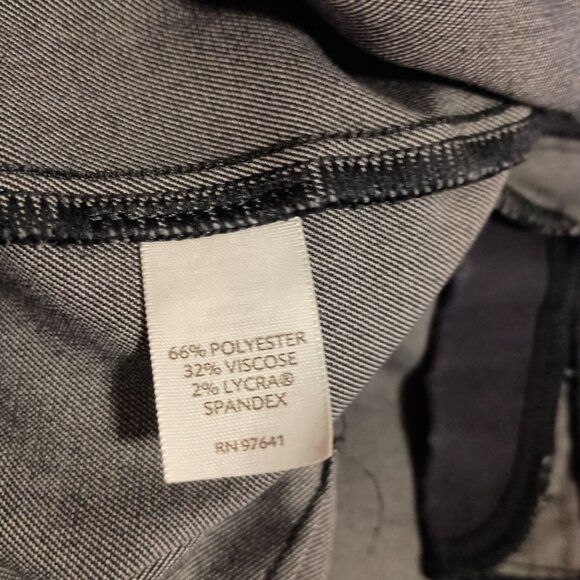 66% POLYESTER
32% VISCOSE
2% LYCRA®
SPANDEX
RN 97641